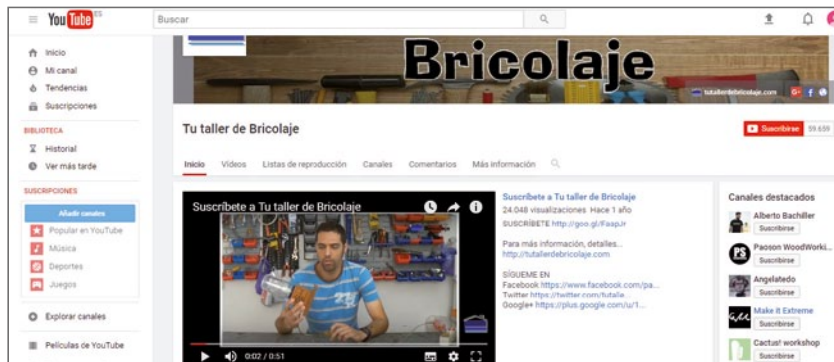 YouTube ES
Buscar
Inicio
Mi canal
Tendencias
Suscripciones
BIBLIOTECA
Historial
Ver más tarde
SUSCRIPCIONES
Añadir canales
Popular en YouTube
Música
Deportes
Juegos
Explorar canales
Películas de YouTube
Bricolaje
tutallerdebricolaje.com
Tu taller de Bricolaje
Suscribirse 59.659
Inicio Vídeos Listas de reproducción Canales Comentarios Más información
Suscríbete a Tu taller de Bricolaje
0:02 / 0:51
Suscríbete a Tu taller de Bricolaje
24.048 visualizaciones Hace 1 año
SUSCRÍBETE http://goo.gl/FaapJr
Para más información, detalles...
http://tutallerdebricolaje.com
SÍGUEME EN
Facebook https://www.facebook.com/pa...
Twitter https://twitter.com/tutalle...
Google+ https://plus.google.com/u/1...
Canales destacados
Alberto Bachiller
Suscribirse
Paoson WoodWorki...
Suscribirse
Angelatedo
Suscribirse
Make it Extreme
Suscribirse
Cactus! workshop
Suscribirse